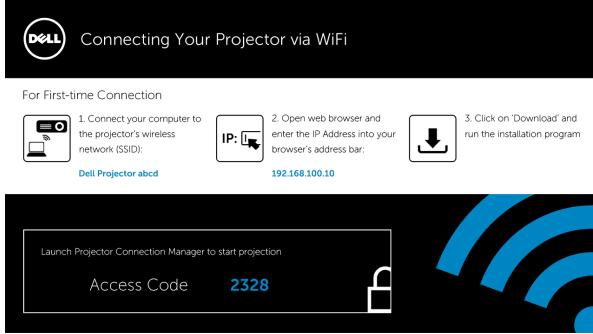 DELL
Connecting Your Projector via WiFi
For First-time Connection
1. Connect your computer to
the projector's wireless
network (SSID):
Dell Projector abcd
IP:
2. Open web browser and
enter the IP Address into your
browser's address bar:
192.168.100.10
3. Click on 'Download' and
run the installation program
Launch Projector Connection Manager to start projection
Access Code 2328